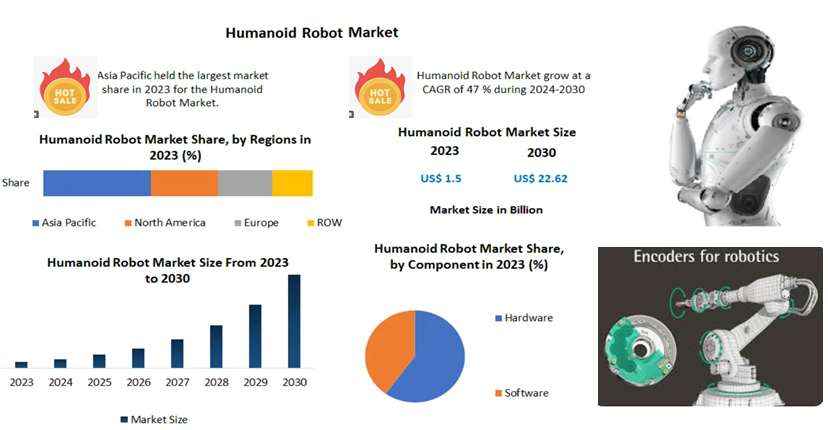 Humanoid Robot Market
HOT
SALE
Asia Pacific held the largest market
share in 2023 for the Humanoid
Robot Market.
HOT
SALE
Humanoid Robot Market grow at a
CAGR of 47 % during 2024-2030
Humanoid Robot Market Share, by Regions in
2023 (%)
Share
Asia Pacific
North America
Europe
ROW
Humanoid Robot Market Size
2023
2030
US$ 1.5
US$ 22.62
Market Size in Billion
Humanoid Robot Market Size From 2023
to 2030
2023 2024 2025 2026 2027 2028 2029 2030
Market Size
Humanoid Robot Market Share,
by Component in 2023 (%)
Hardware
Software
Encoders for robotics